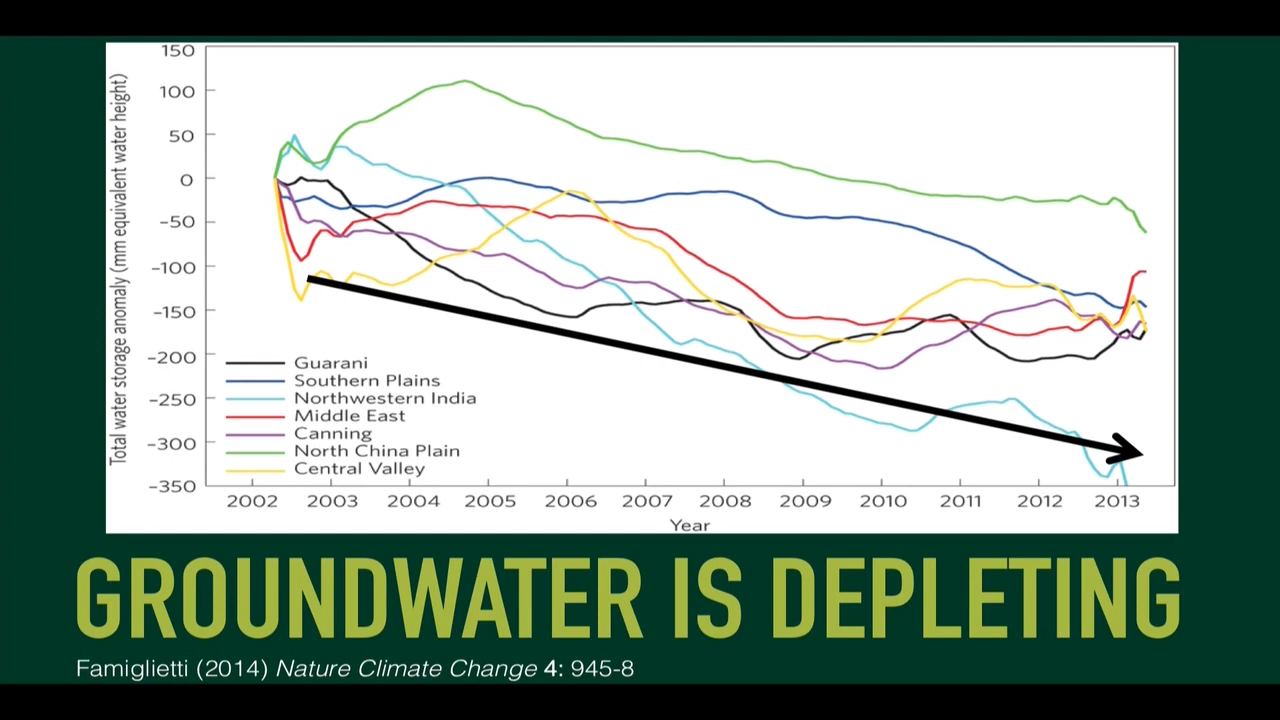 150
100
50
0
−50
−100
−150
−200
−250
−300
−350
Total water storage anomaly (mm equivalent water height)
Guarani
Southern Plains
Northwestern India
Middle East
Canning
North China Plain
Central Valley
2002 2003 2004 2005 2006 2007 2008 2009 2010 2011 2012 2013
Year
GROUNDWATER IS DEPLETING
Famiglietti (2014) Nature Climate Change 4: 945-8